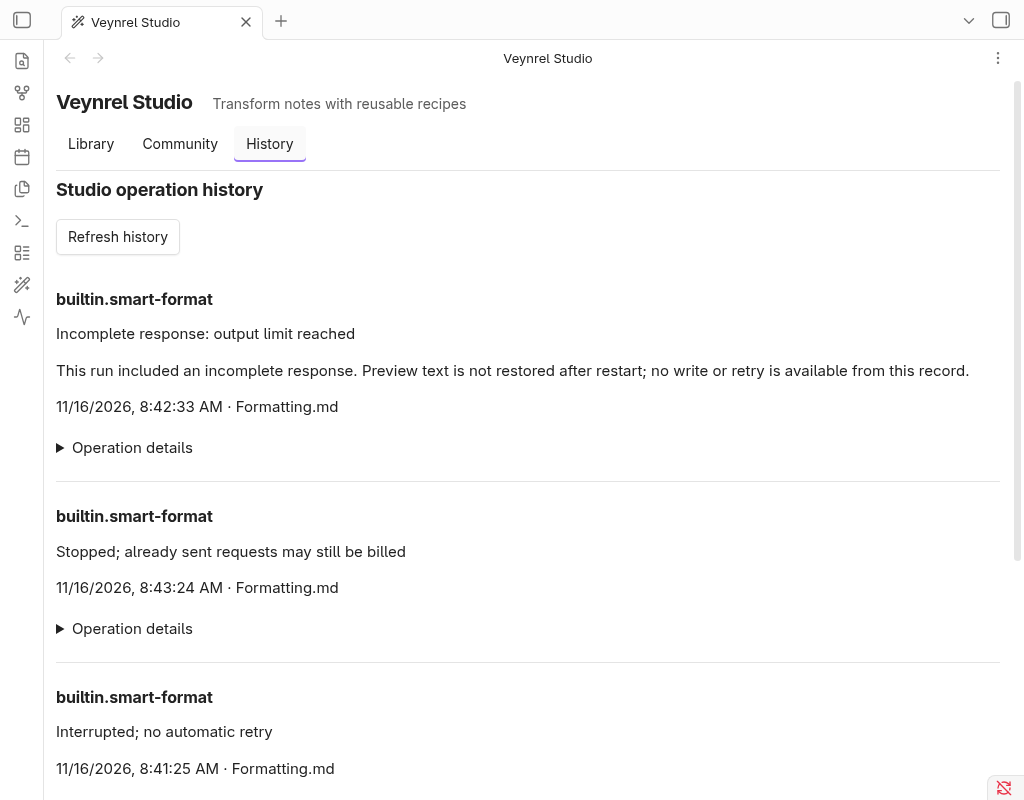 Veynrel Studio
Veynrel Studio
Veynrel Studio
Transform notes with reusable recipes
Library
Community
History
Studio operation history
Refresh history
builtin.smart-format
Incomplete response: output limit reached
This run included an incomplete response. Preview text is not restored after restart; no write or retry is available from this record.
11/16/2026, 8:42:33 AM · Formatting.md
Operation details
builtin.smart-format
Stopped; already sent requests may still be billed
11/16/2026, 8:43:24 AM · Formatting.md
Operation details
builtin.smart-format
Interrupted; no automatic retry
11/16/2026, 8:41:25 AM · Formatting.md